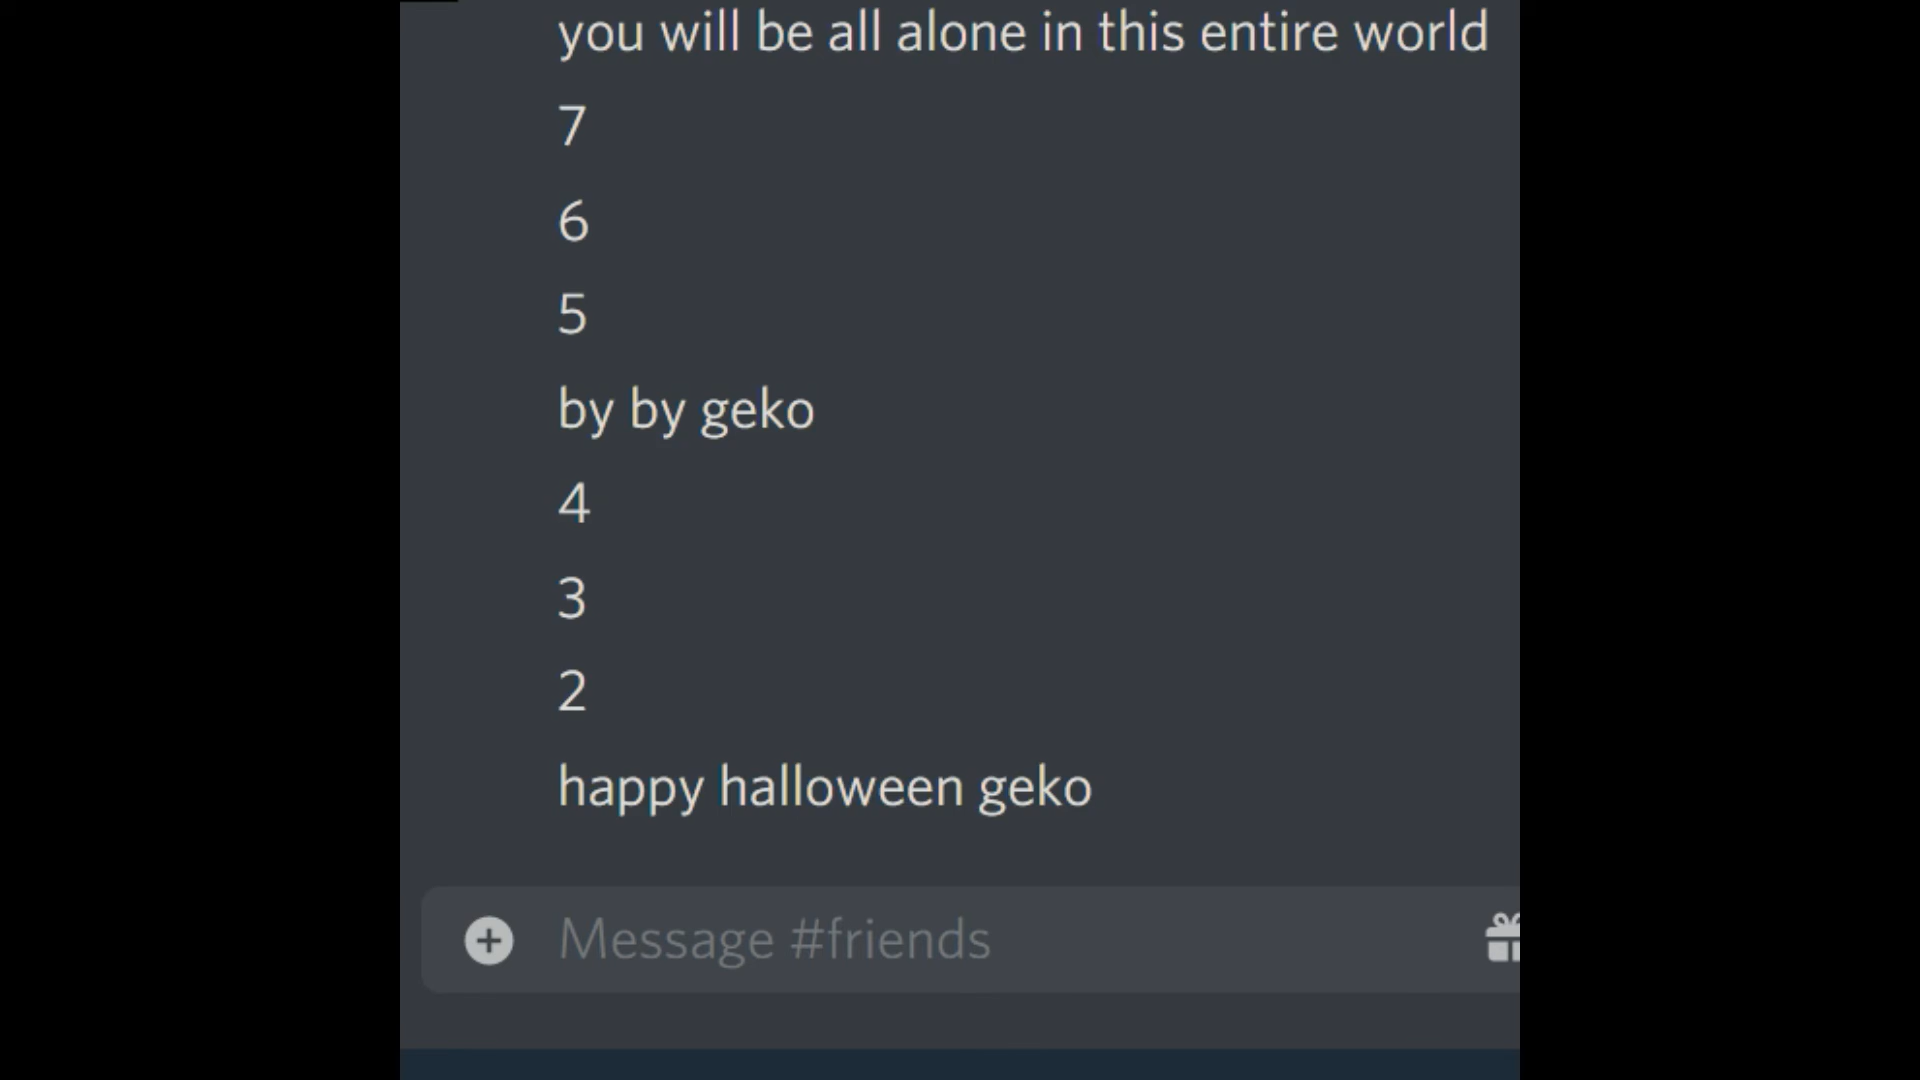 you will be all alone in this entire world
7
6
5
by by geko
4
3
2
happy halloween geko
Message #friends